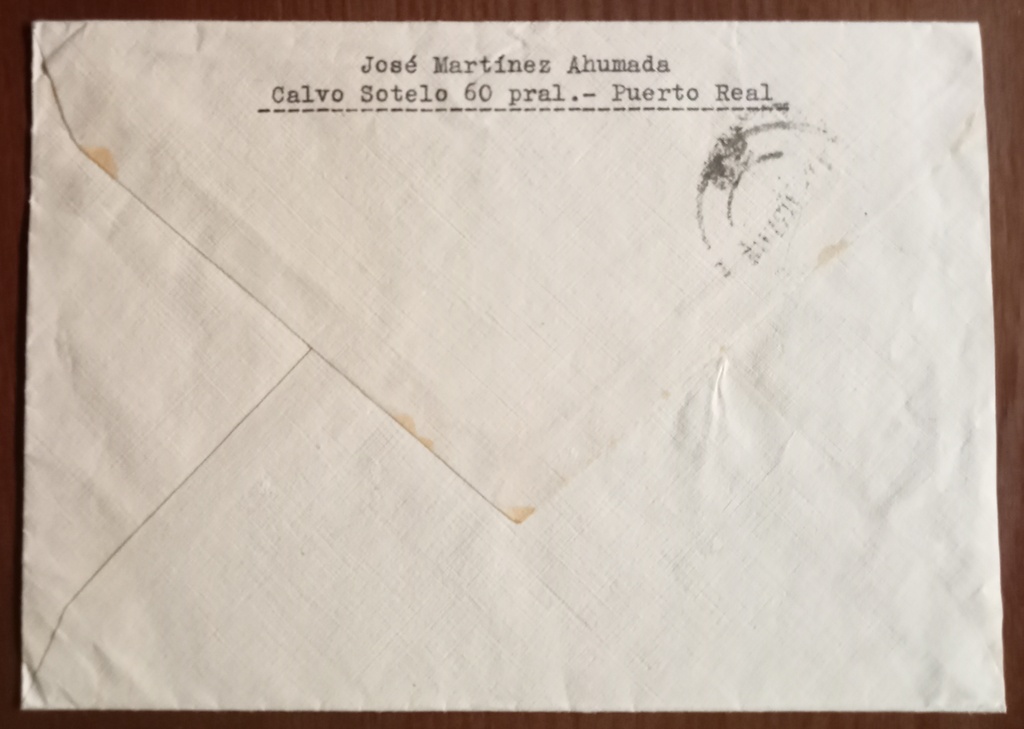 José Martínez Ahumada
Calvo Sotelo 60 pral.- Puerto Real